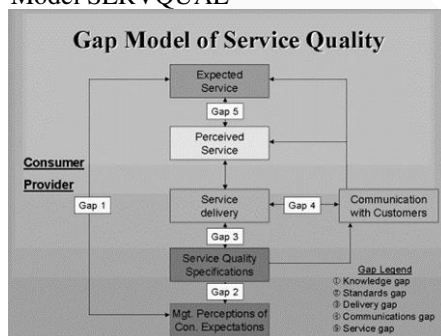 Model SERVQUAL
Gap Model of Service Quality
Expected
Service
Gap 5
Perceived
Service
Consumer
Provider
Gap 1
Service
delivery
Gap 4
Communication
with Customers
Gap 3
Service Quality
Specifications
Gap 2
Mgt. Perceptions of
Con. Expectations
Gap Legend
① Knowledge gap
② Standards gap
③ Delivery gap
④ Communications gap
⑤ Service gap